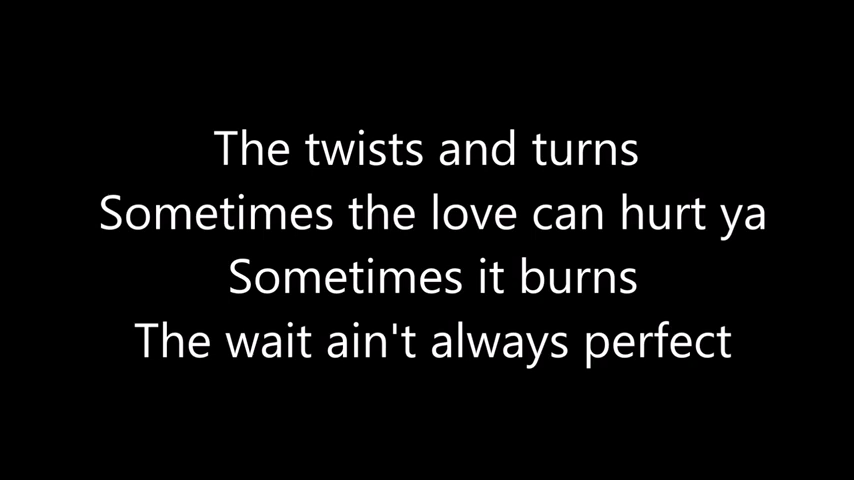 The twists and turns
Sometimes the love can hurt ya
Sometimes it burns
The wait ain't always perfect